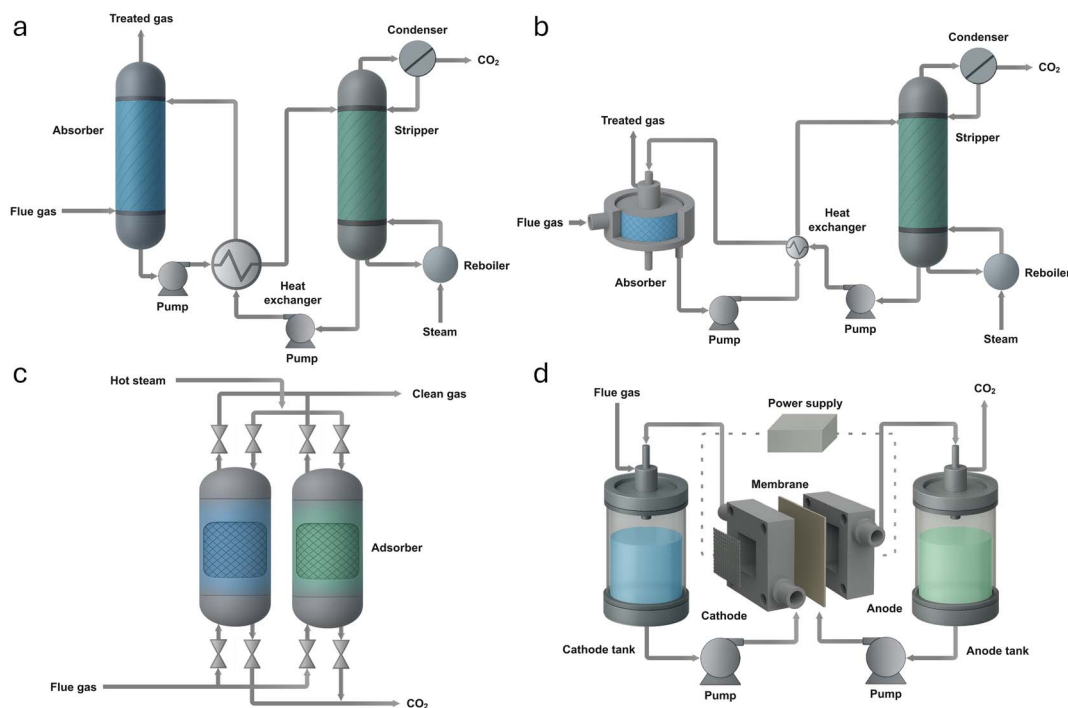 a
Treated gas
Condenser
CO₂
Absorber
Stripper
Flue gas
Reboiler
Heat
exchanger
Pump
Steam
Pump
b
Condenser
CO₂
Treated gas
Stripper
Flue gas
Heat
exchanger
Absorber
Reboiler
Pump
Pump
Steam
c
Hot steam
Clean gas
Adsorber
Flue gas
CO₂
d
Flue gas
CO₂
Power supply
Membrane
Cathode
Anode
Cathode tank
Anode tank
Pump
Pump